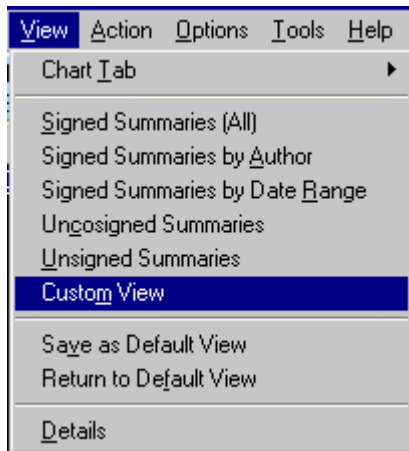 View Action Options Tools Help
Chart Tab
Signed Summaries (All)
Signed Summaries by Author
Signed Summaries by Date Range
Uncosigned Summaries
Unsigned Summaries
Custom View
Save as Default View
Return to Default View
Details